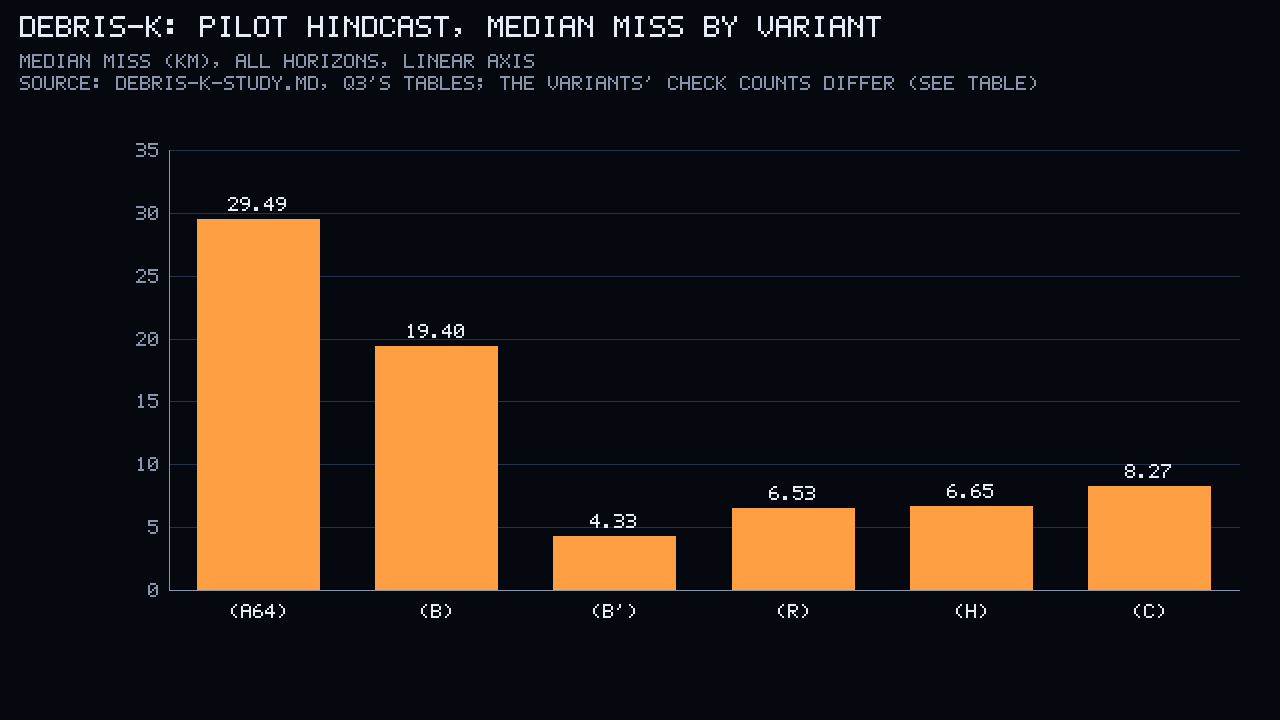 DEBRIS-K: PILOT HINDCAST, MEDIAN MISS BY VARIANT
MEDIAN MISS (KM), ALL HORIZONS, LINEAR AXIS
SOURCE: DEBRIS-K-STUDY.MD, Q3'S TABLES; THE VARIANTS' CHECK COUNTS DIFFER (SEE TABLE)
35
30
25
20
15
10
5
0
29.49
19.40
4.33
6.53
6.65
8.27
(A64)
(B)
(B')
(R)
(H)
(C)